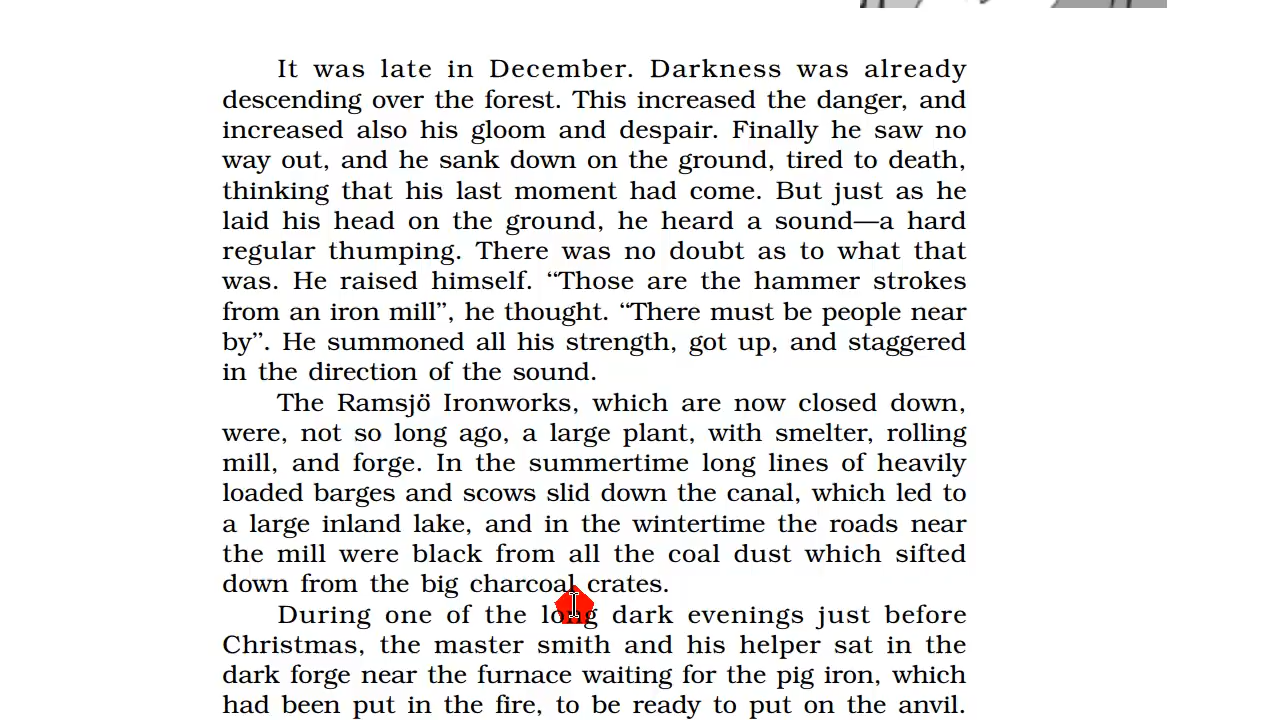 It was late in December. Darkness was already
descending over the forest. This increased the danger, and
increased also his gloom and despair. Finally he saw no
way out, and he sank down on the ground, tired to death,
thinking that his last moment had come. But just as he
laid his head on the ground, he heard a sound—a hard
regular thumping. There was no doubt as to what that
was. He raised himself. “Those are the hammer strokes
from an iron mill”, he thought. “There must be people near
by”. He summoned all his strength, got up, and staggered
in the direction of the sound.
The Ramsjö Ironworks, which are now closed down,
were, not so long ago, a large plant, with smelter, rolling
mill, and forge. In the summertime long lines of heavily
loaded barges and scows slid down the canal, which led to
a large inland lake, and in the wintertime the roads near
the mill were black from all the coal dust which sifted
down from the big charcoal crates.
During one of the long dark evenings just before
Christmas, the master smith and his helper sat in the
dark forge near the furnace waiting for the pig iron, which
had been put in the fire, to be ready to put on the anvil.